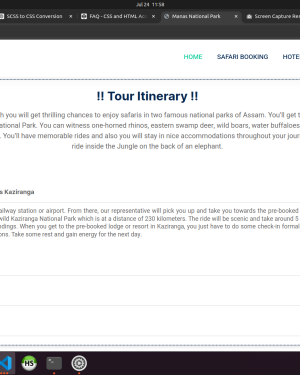 Jul 24 11:58
SCSS to CSS Conversion × FAQ - CSS and HTML Ac × Manas National Park × Screen Capture Res
HOME SAFARI BOOKING HOTE
!! Tour Itinerary !!
h you will get thrilling chances to enjoy safaris in two famous national parks of Assam. You'll get t
ational Park. You can witness one-horned rhinos, eastern swamp deer, wild boars, water buffaloes
. You'll have memorable rides and also you will stay in nice accommodations throughout your jour
ride inside the Jungle on the back of an elephant.
s Kaziranga
ailway station or airport. From there, our representative will pick you up and take you towards the pre-booked
wild Kaziranga National Park which is at a distance of 230 kilometers. The ride will be scenic and take around 5
ndings. When you get to the pre-booked lodge or resort in Kaziranga, you just have to do some check-in formal
ons. Take some rest and gain energy for the next day.
HS